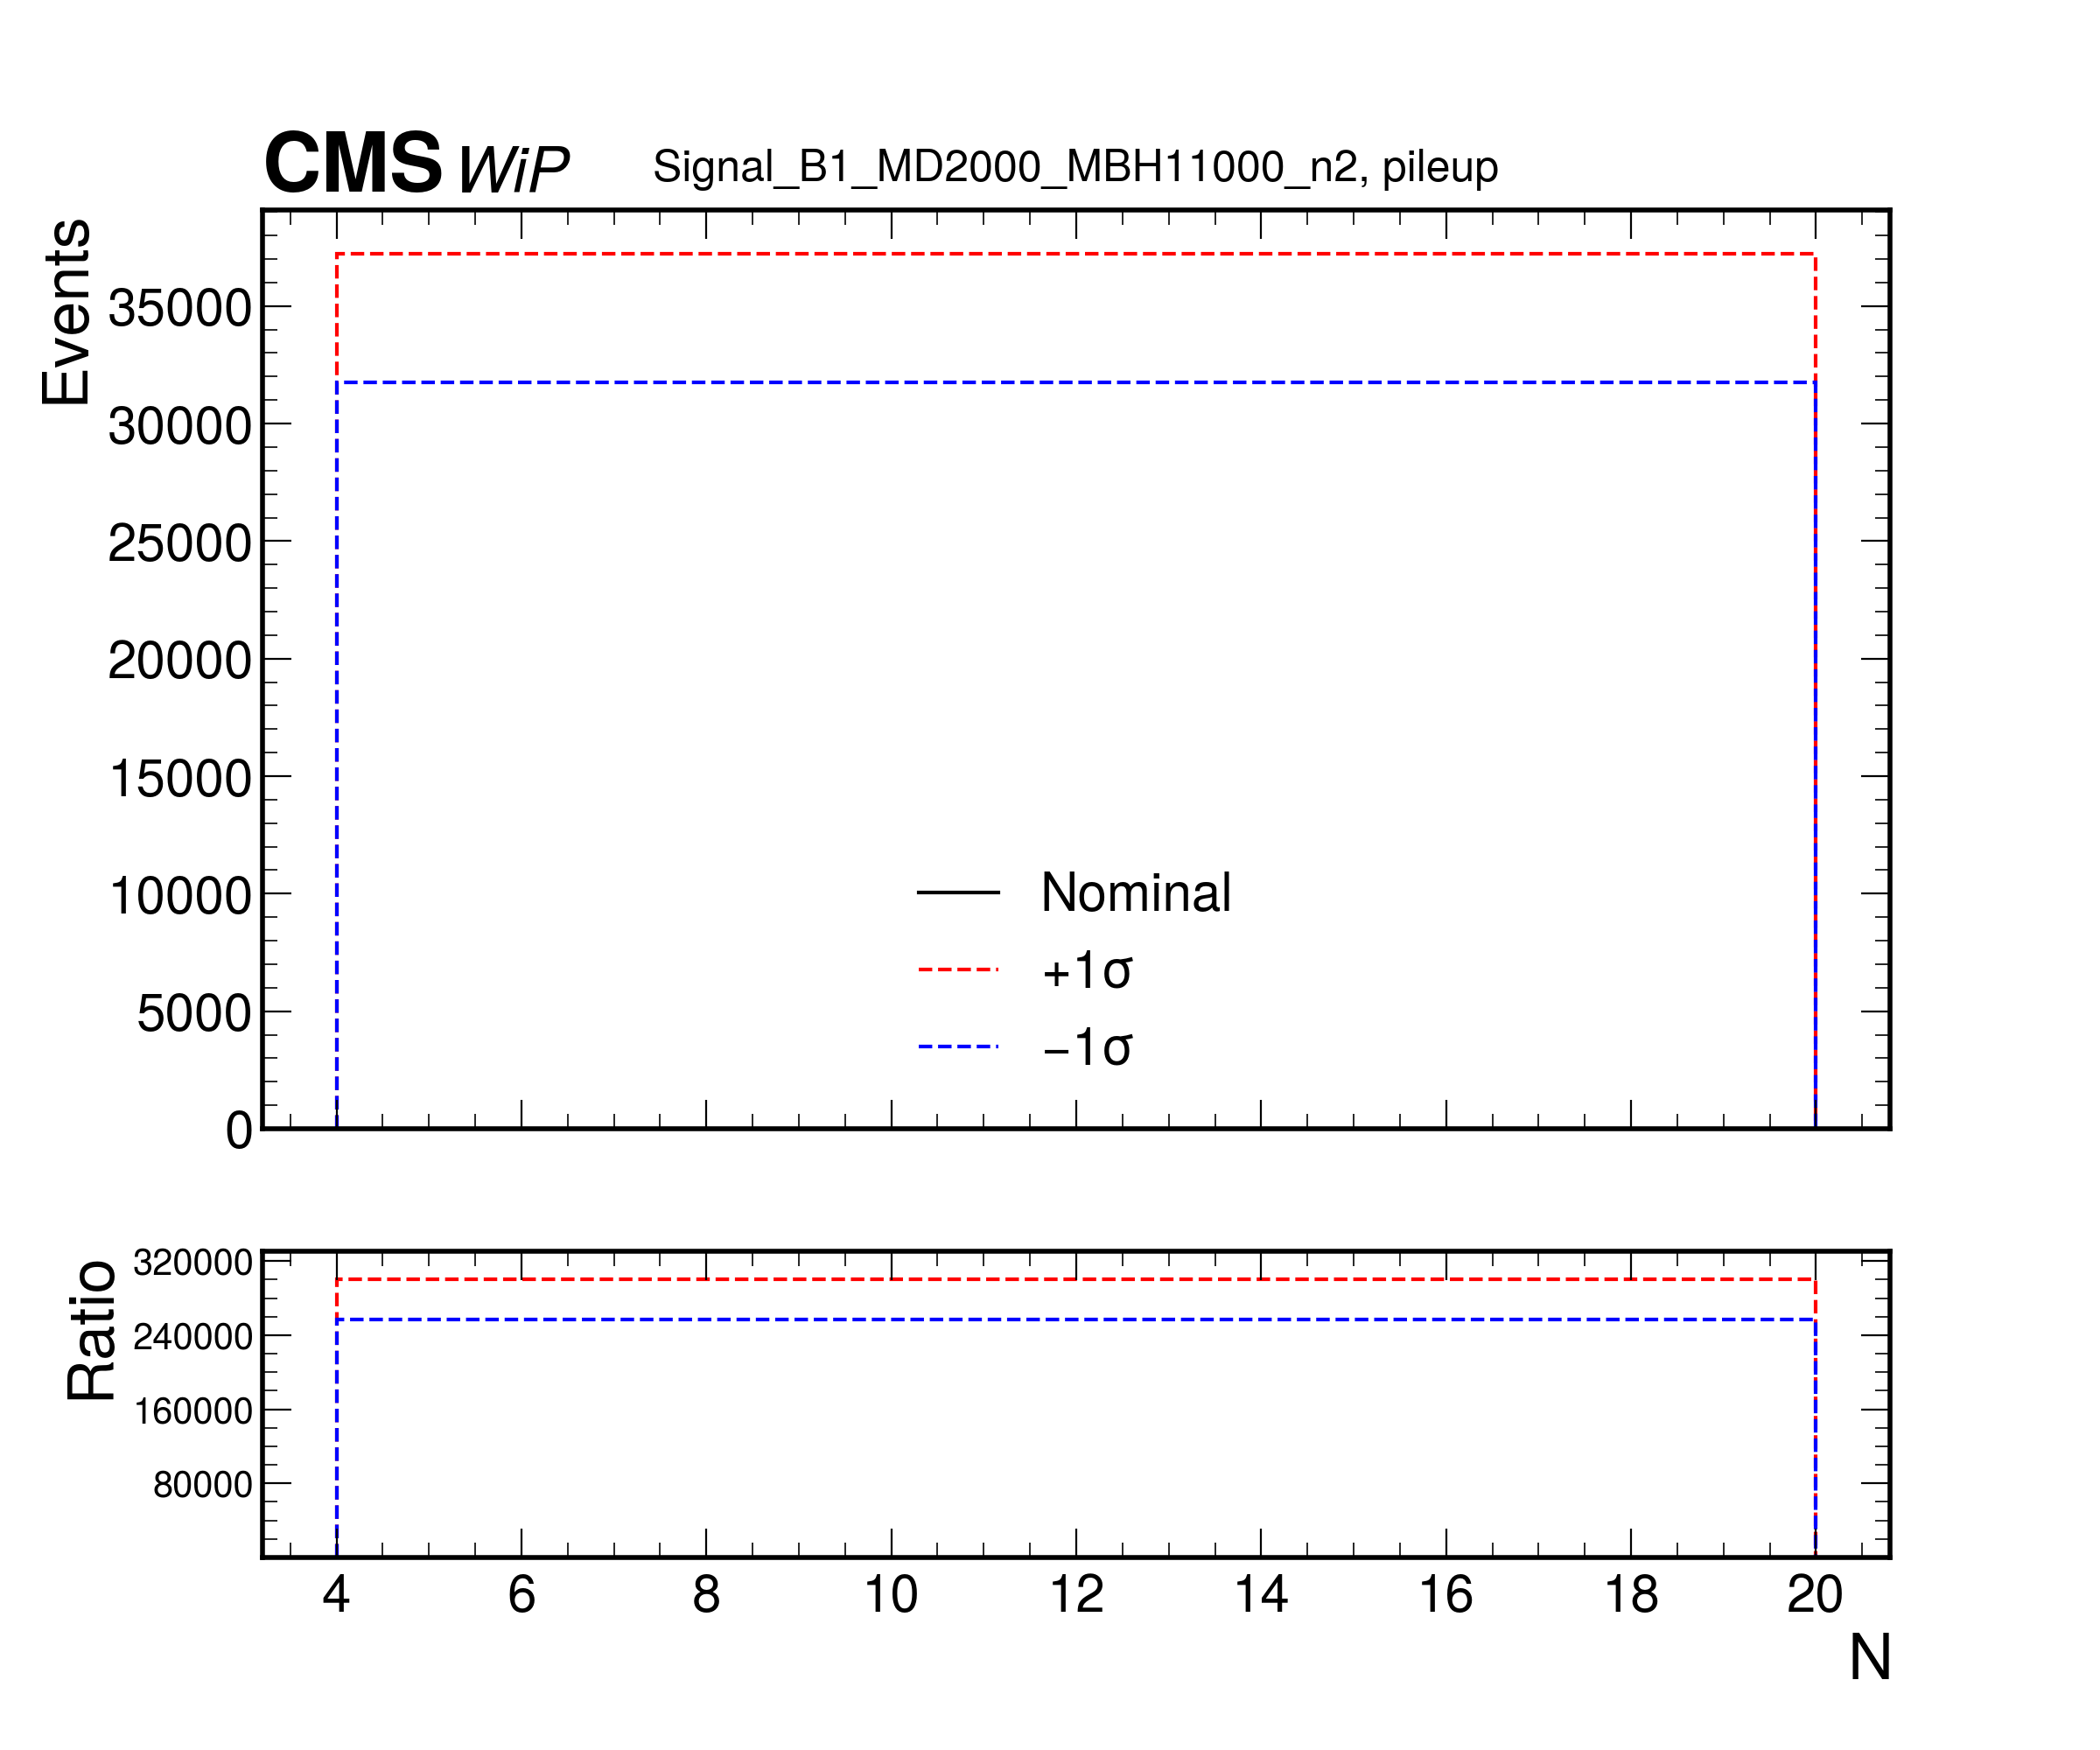 CMS WiP Signal_B1_MD2000_MBH11000_n2, pileup
Events
35000
30000
25000
20000
15000
10000
5000
0
Nominal
+1σ
−1σ
Ratio
320000
240000
160000
80000
4 6 8 10 12 14 16 18 20
N